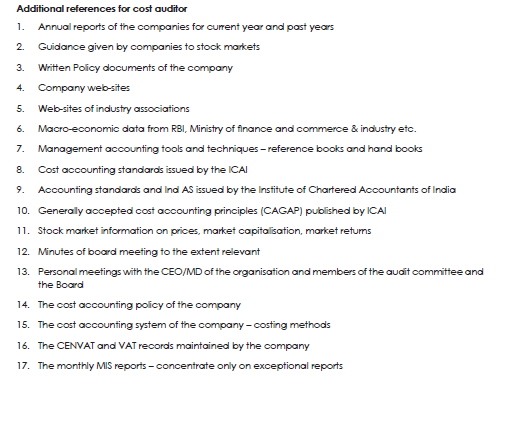 Additional references for cost auditor
1. Annual reports of the companies for current year and past years
2. Guidance given by companies to stock markets
3. Written Policy documents of the company
4. Company web-sites
5. Web-sites of industry associations
6. Macro-economic data from RBI, Ministry of finance and commerce & industry etc.
7. Management accounting tools and techniques – reference books and hand books
8. Cost accounting standards issued by the ICAI
9. Accounting standards and Ind AS issued by the Institute of Chartered Accountants of India
10. Generally accepted cost accounting principles (CAGAP) published by ICAI
11. Stock market information on prices, market capitalisation, market returns
12. Minutes of board meeting to the extent relevant
13. Personal meetings with the CEO/MD of the organisation and members of the audit committee and
the Board
14. The cost accounting policy of the company
15. The cost accounting system of the company – costing methods
16. The CENVAT and VAT records maintained by the company
17. The monthly MIS reports – concentrate only on exceptional reports